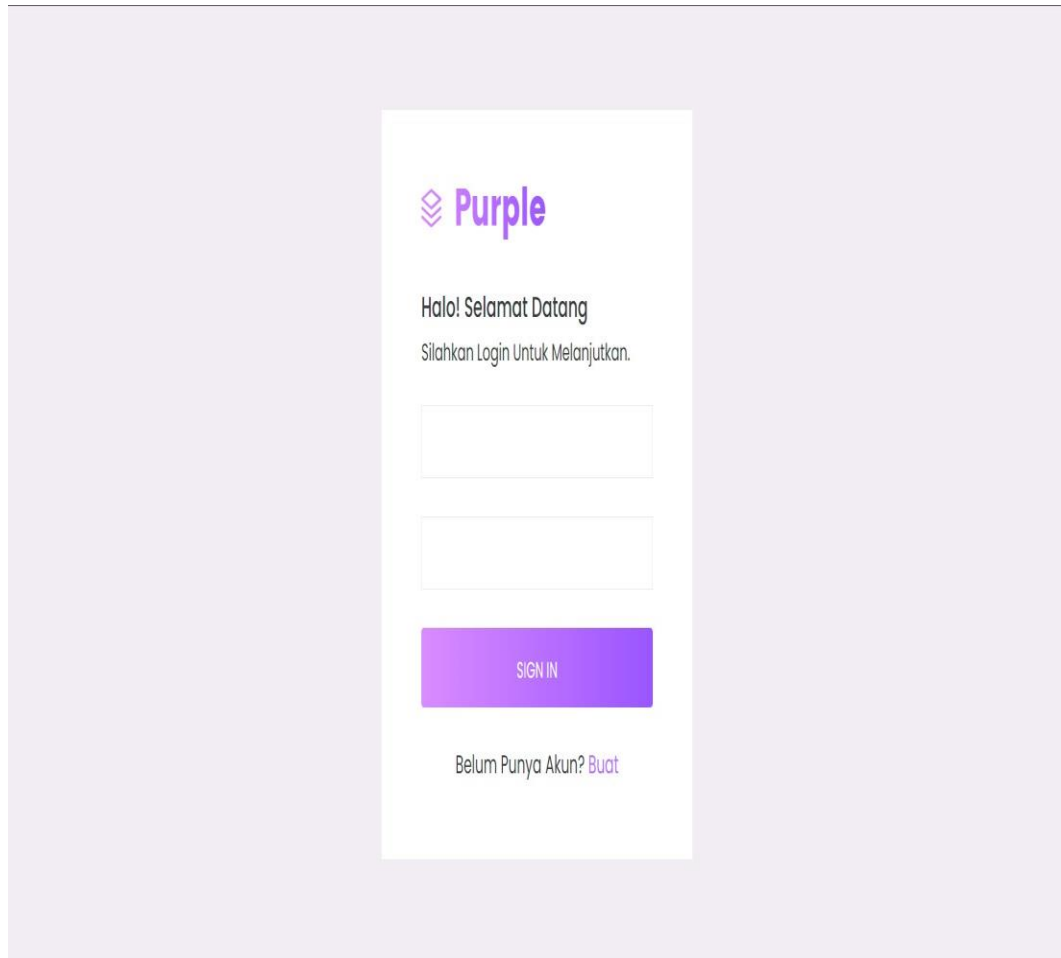 Purple
Halo! Selamat Datang
Silahkan Login Untuk Melanjutkan.
SIGN IN
Belum Punya Akun? Buat